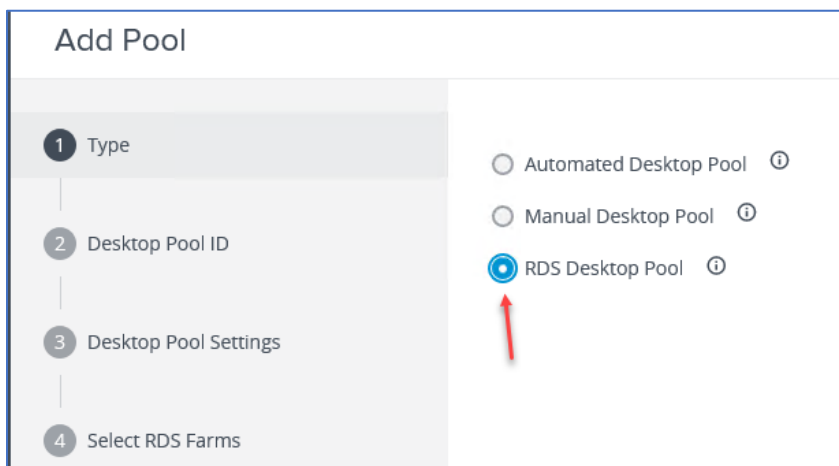 Add Pool
1 Type
2 Desktop Pool ID
3 Desktop Pool Settings
4 Select RDS Farms
Automated Desktop Pool
Manual Desktop Pool
RDS Desktop Pool